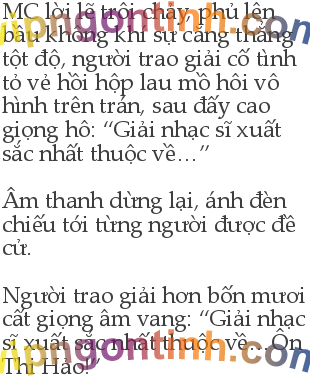 MC lời lẽ trôi chảy, phủ lên
bầu không khí sự căng thẳng
tột độ, người trao giải cố tình
tỏ vẻ hồi hộp lau mồ hôi vô
hình trên trán, sau đấy cao
giọng hô: “Giải nhạc sĩ xuất
sắc nhất thuộc về…”
Âm thanh dừng lại, ánh đèn
chiếu tới từng người được đề
cử.
Người trao giải hơn bốn mươi
cất giọng âm vang: “Giải nhạc
sĩ xuất sắc nhất thuộc về…Ôn
Thị Hảo!”
vipngontinh.com
vipngontinh.com